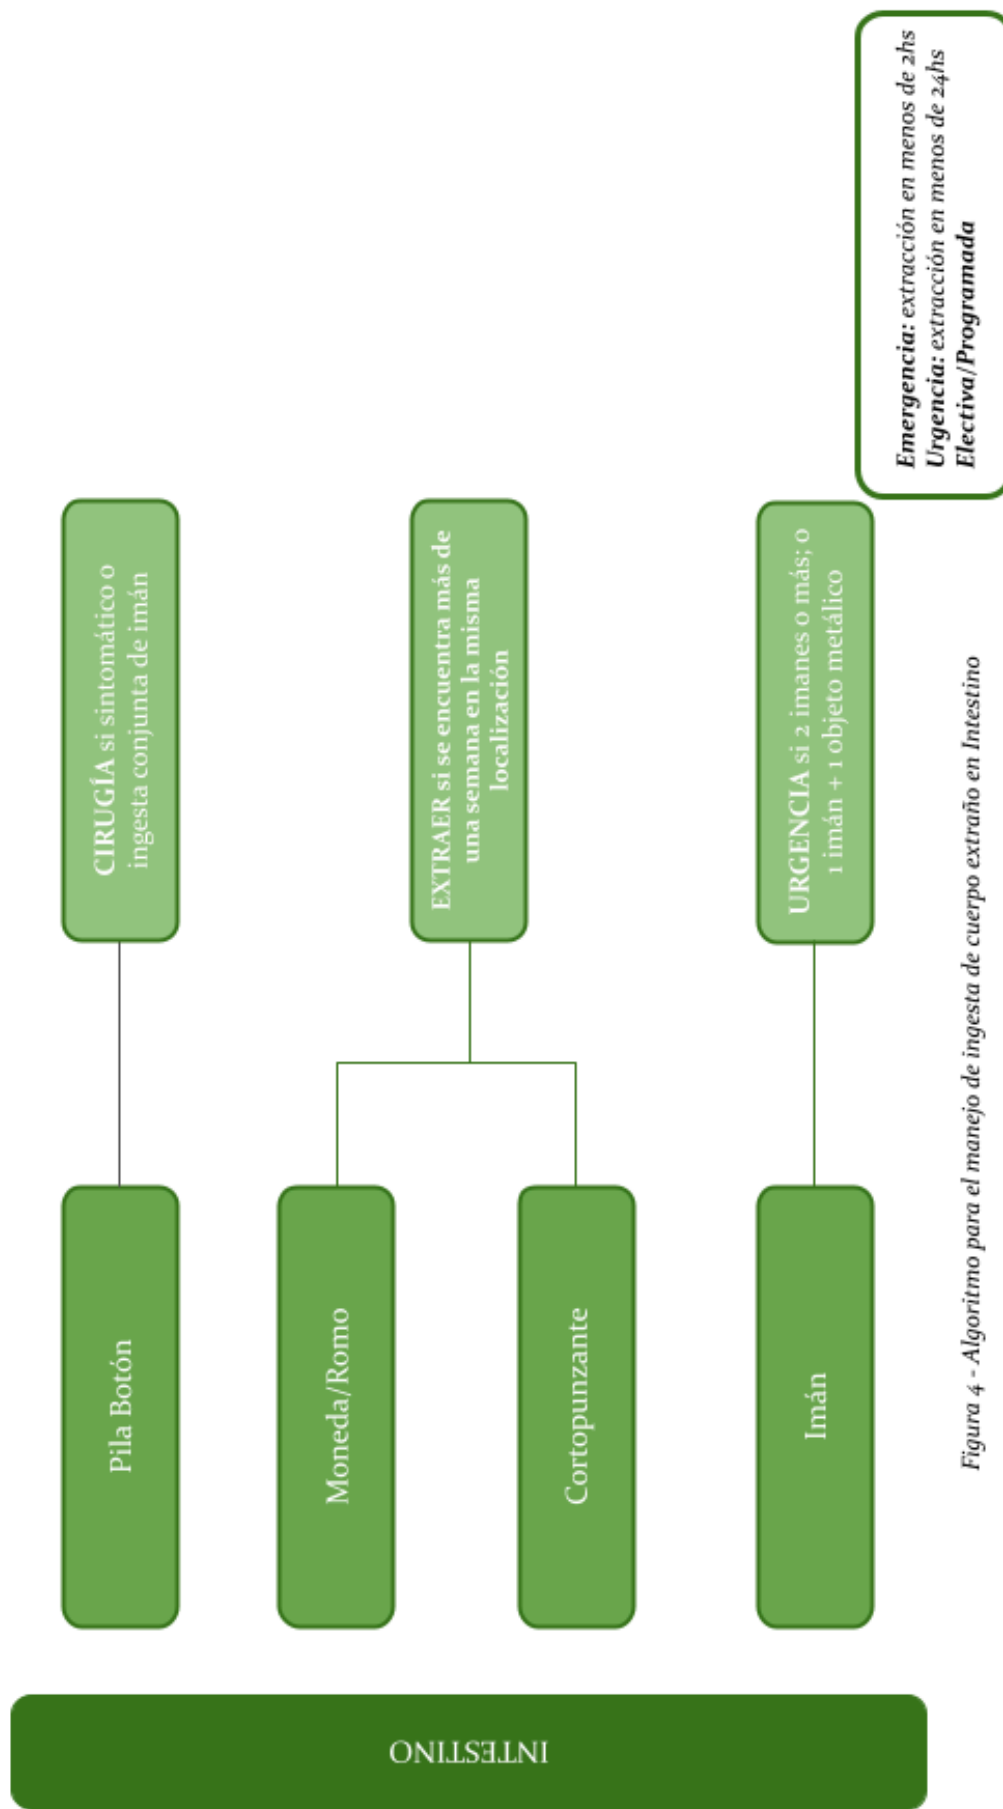 INTESTINO
Pila Botón
CIRUGÍA si sintomático o
ingesta conjunta de imán
Moneda/Romo
Cortopunzante
EXTRAER si se encuentra más de
una semana en la misma
localización
Imán
URGENCIA si 2 imanes o más; o
1 imán + 1 objeto metálico
Emergencia: extracción en menos de 2hs
Urgencia: extracción en menos de 24hs
Electiva/Programada
Figura 4 - Algoritmo para el manejo de ingesta de cuerpo extraño en Intestino